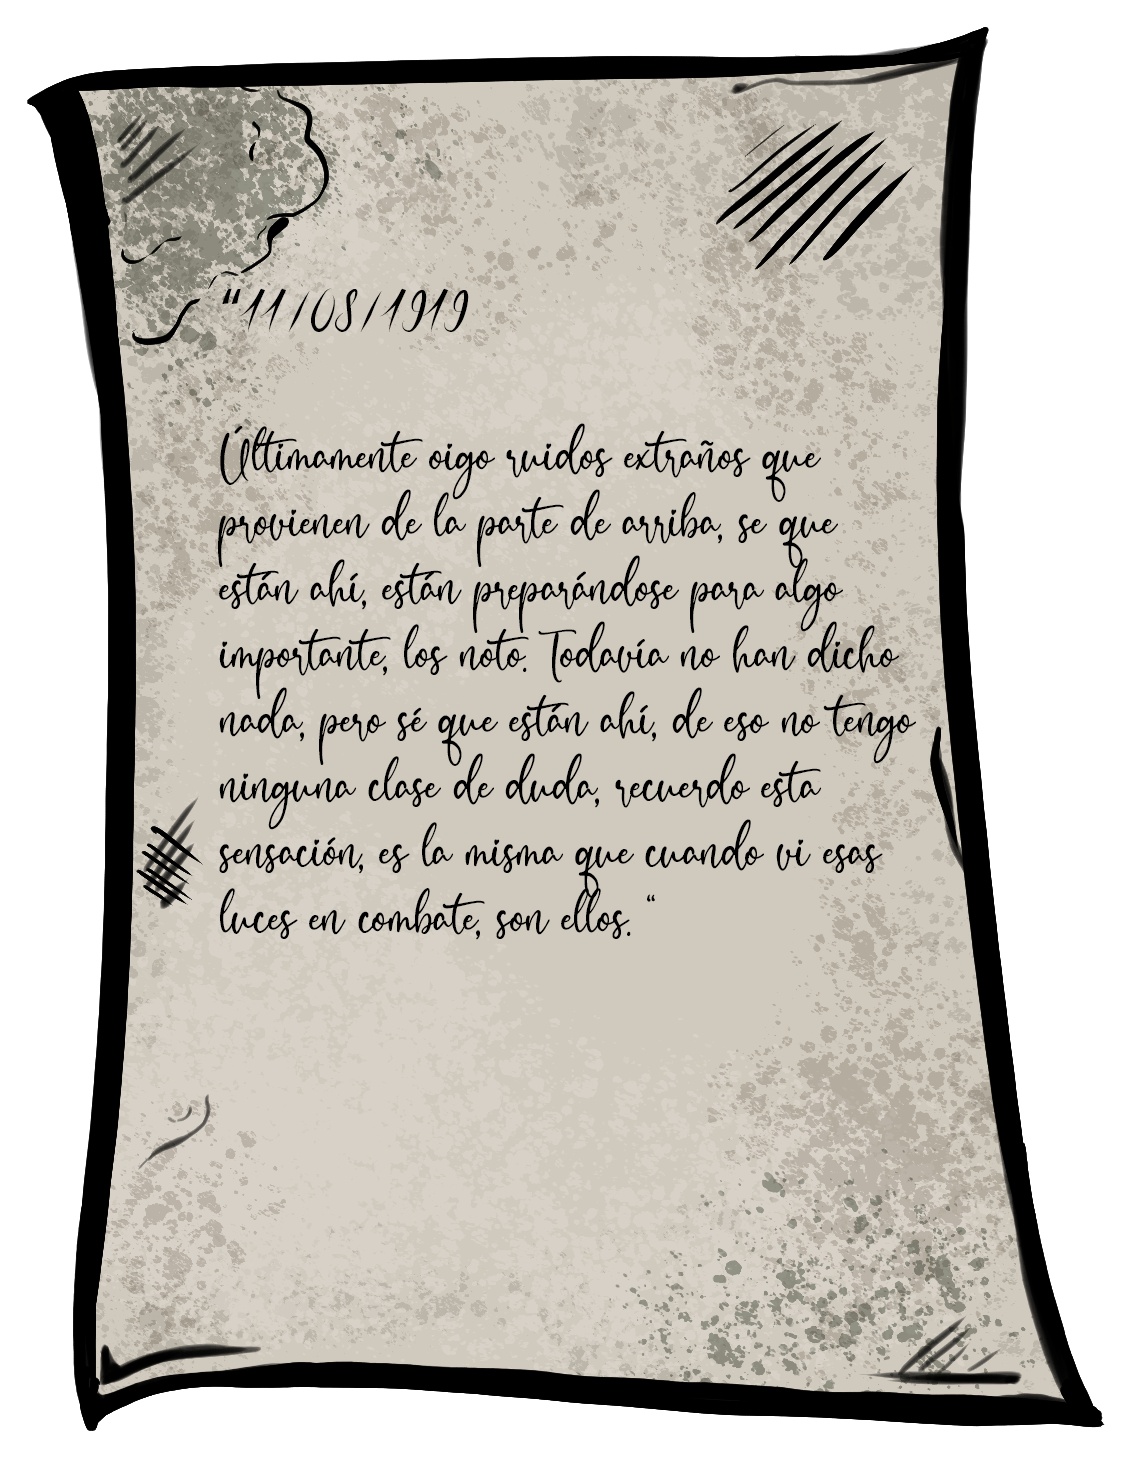 “11/08/1919
Últimamente oigo ruidos extraños que
provienen de la parte de arriba, se que
están ahí, están preparándose para algo
importante, los noto. Todavía no han dicho
nada, pero sé que están ahí, de eso no tengo
ninguna clase de duda, recuerdo esta
sensación, es la misma que cuando vi esas
luces en combate, son ellos. “